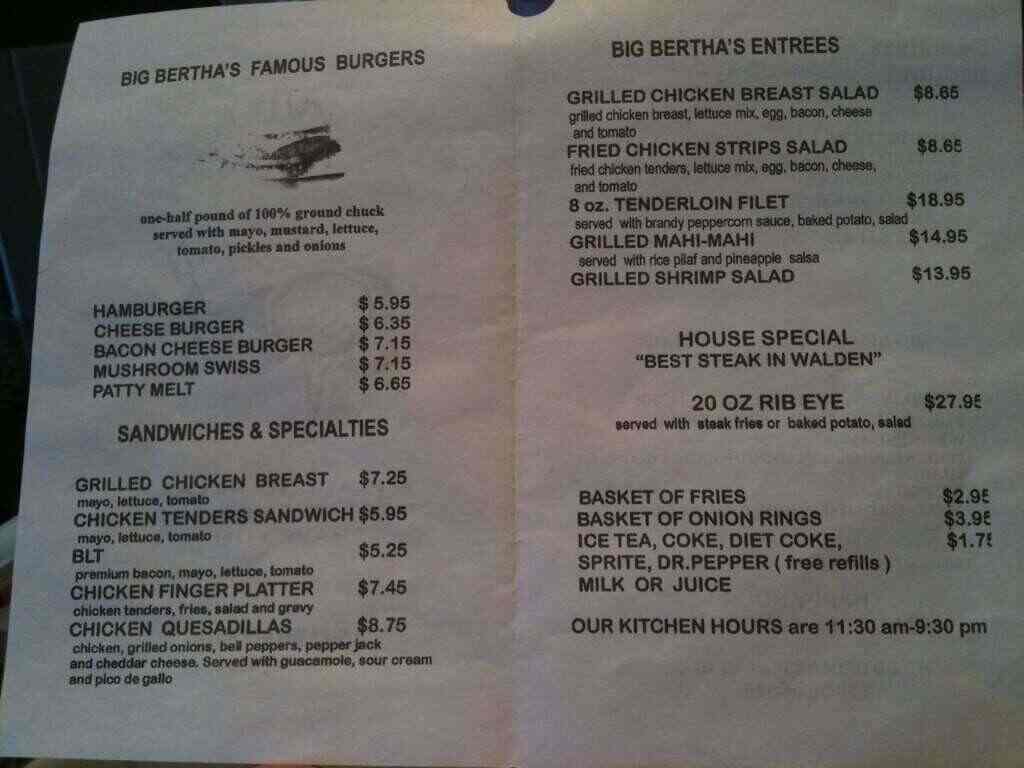 BIG BERTHA'S FAMOUS BURGERS
one-half pound of 100% ground chuck
served with mayo, mustard, lettuce,
tomato, pickles and onions
HAMBURGER $ 5.95
CHEESE BURGER $ 6.35
BACON CHEESE BURGER $ 7.15
MUSHROOM SWISS $ 7.15
PATTY MELT $ 6.65
SANDWICHES & SPECIALTIES
GRILLED CHICKEN BREAST $7.25
mayo, lettuce, tomato
CHICKEN TENDERS SANDWICH $5.95
mayo, lettuce, tomato
BLT $5.25
premium bacon, mayo, lettuce, tomato
CHICKEN FINGER PLATTER $7.45
chicken tenders, fries, salad and gravy
CHICKEN QUESADILLAS $8.75
chicken, grilled onions, bell peppers, pepper jack
and cheddar cheese. Served with guacamole, sour cream
and pico de gallo
BIG BERTHA'S ENTREES
GRILLED CHICKEN BREAST SALAD $8.65
grilled chicken breast, lettuce mix, egg, bacon, cheese
and tomato
FRIED CHICKEN STRIPS SALAD $8.65
fried chicken tenders, lettuce mix, egg, bacon, cheese,
and tomato
8 oz. TENDERLOIN FILET $18.95
served with brandy peppercorn sauce, baked potato, salad
GRILLED MAHI-MAHI $14.95
served with rice pilaf and pineapple salsa
GRILLED SHRIMP SALAD $13.95
HOUSE SPECIAL
"BEST STEAK IN WALDEN"
20 OZ RIB EYE $27.95
served with steak fries or baked potato, salad
BASKET OF FRIES $2.95
BASKET OF ONION RINGS $3.95
ICE TEA, COKE, DIET COKE, $1.75
SPRITE, DR.PEPPER ( free refills )
MILK OR JUICE
OUR KITCHEN HOURS are 11:30 am-9:30 pm